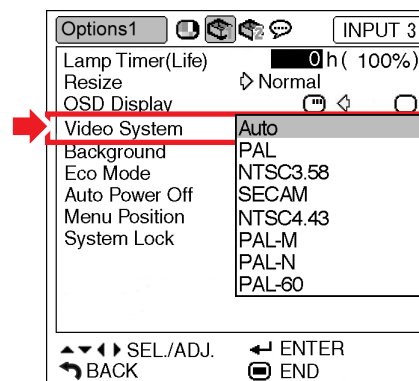 Options1 1 2 INPUT 3
Lamp Timer(Life) 0 h ( 100%)
Resize Normal
OSD Display
Video System Auto
Background PAL
Eco Mode NTSC3.58
Auto Power Off SECAM
Menu Position NTSC4.43
System Lock PAL-M
PAL-N
PAL-60
SEL./ADJ. ENTER
BACK END